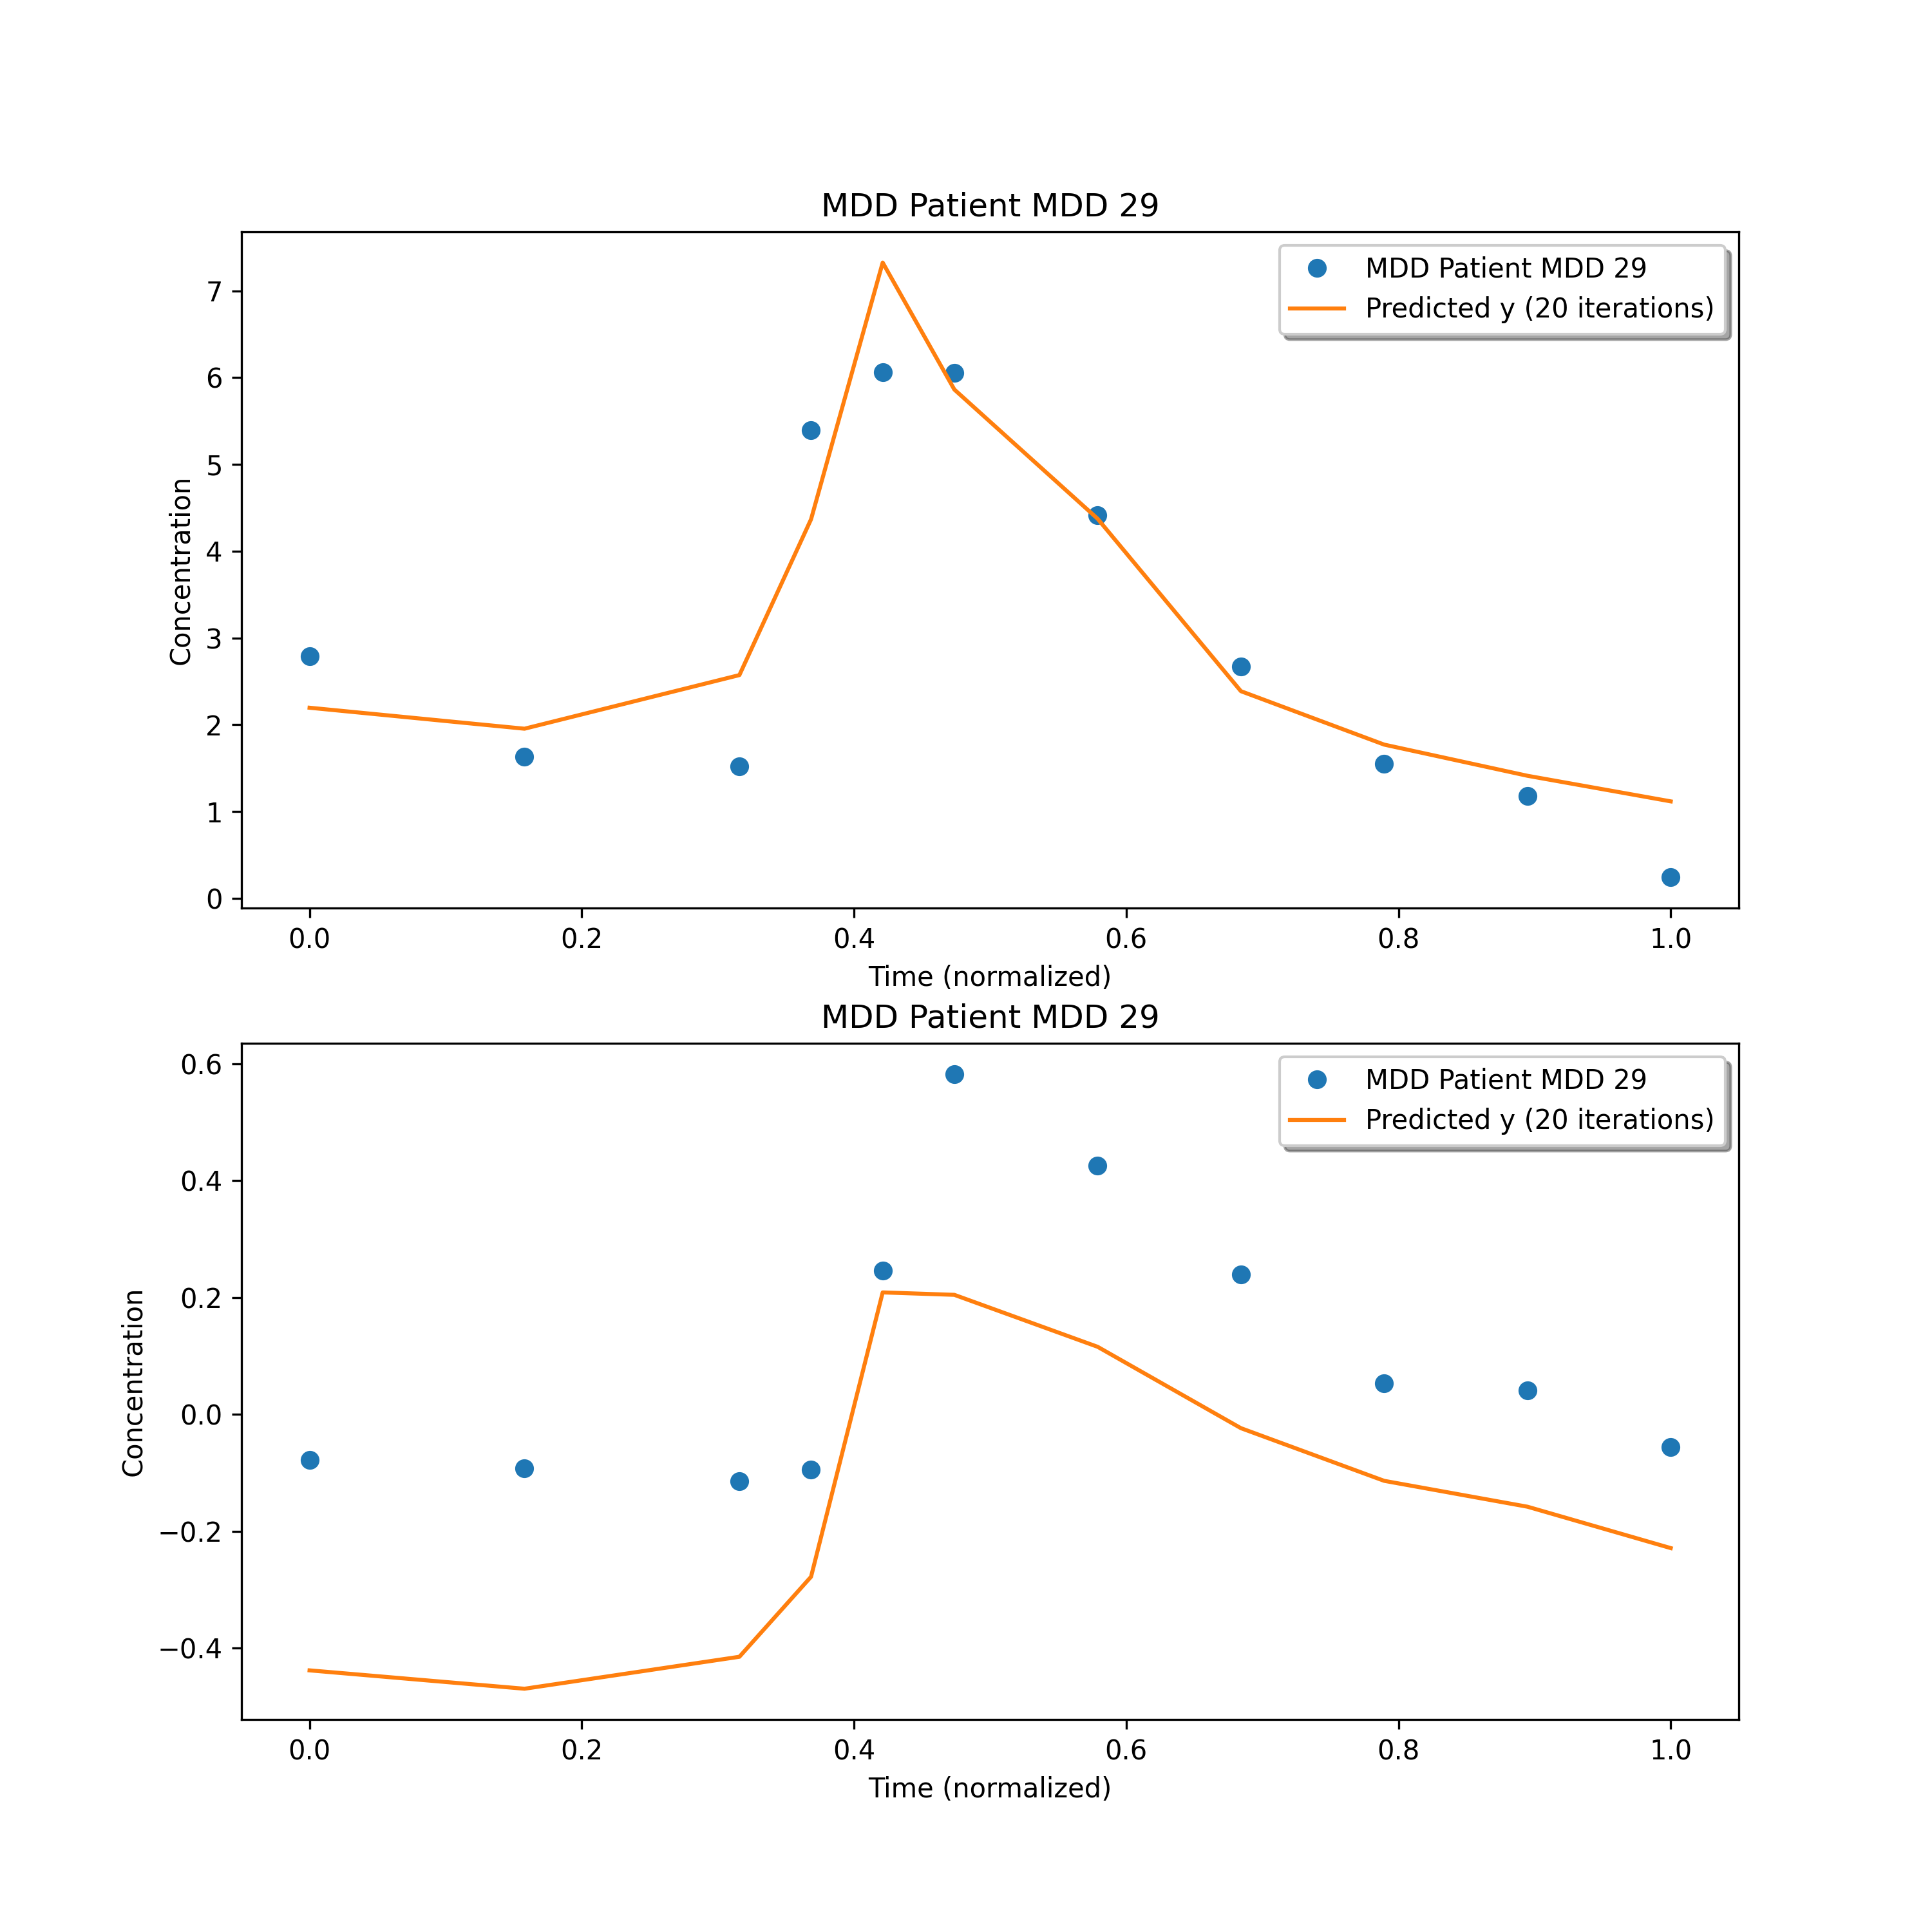 MDD Patient MDD 29
MDD Patient MDD 29
Predicted y (20 iterations)
Concentration
7
6
5
4
3
2
1
0
0.0 0.2 0.4 0.6 0.8 1.0
Time (normalized)
MDD Patient MDD 29
MDD Patient MDD 29
Predicted y (20 iterations)
Concentration
0.6
0.4
0.2
0.0
−0.2
−0.4
0.0 0.2 0.4 0.6 0.8 1.0
Time (normalized)